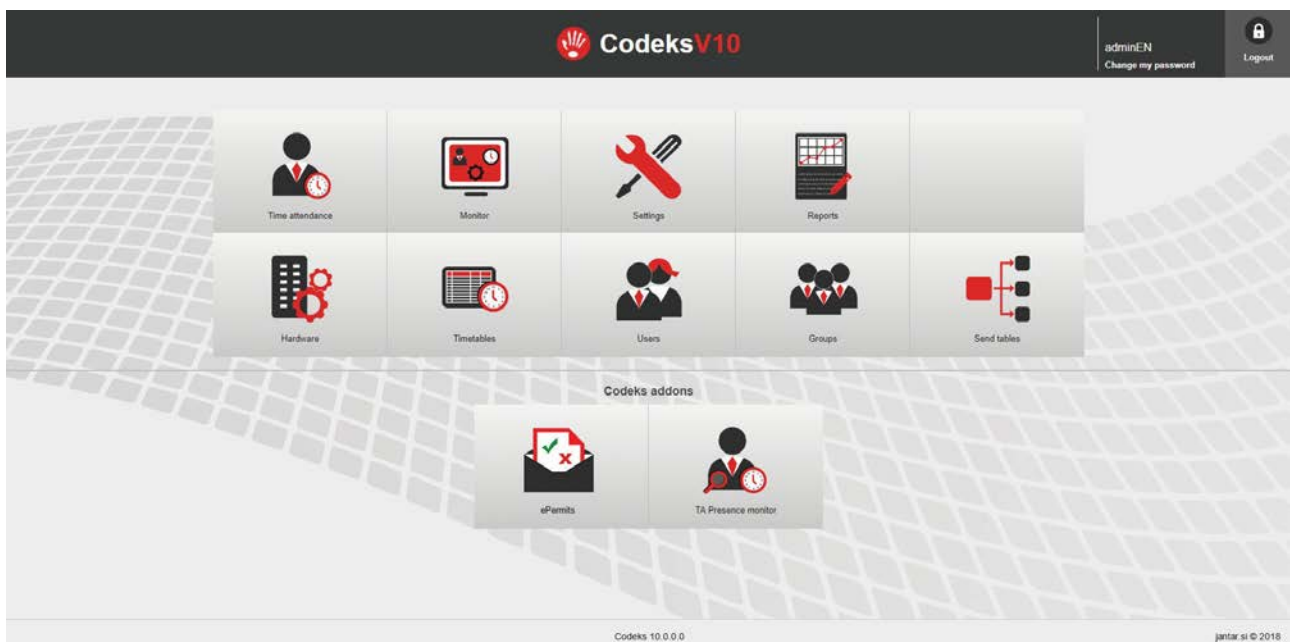 CodeksV10
adminEN
Change my password
Logout
Time attendance
Monitor
Settings
Reports
Hardware
Timetables
Users
Groups
Send tables
Codeks addons
ePermits
TA Presence monitor
Codeks 10.0.0.0
jantar.si © 2018